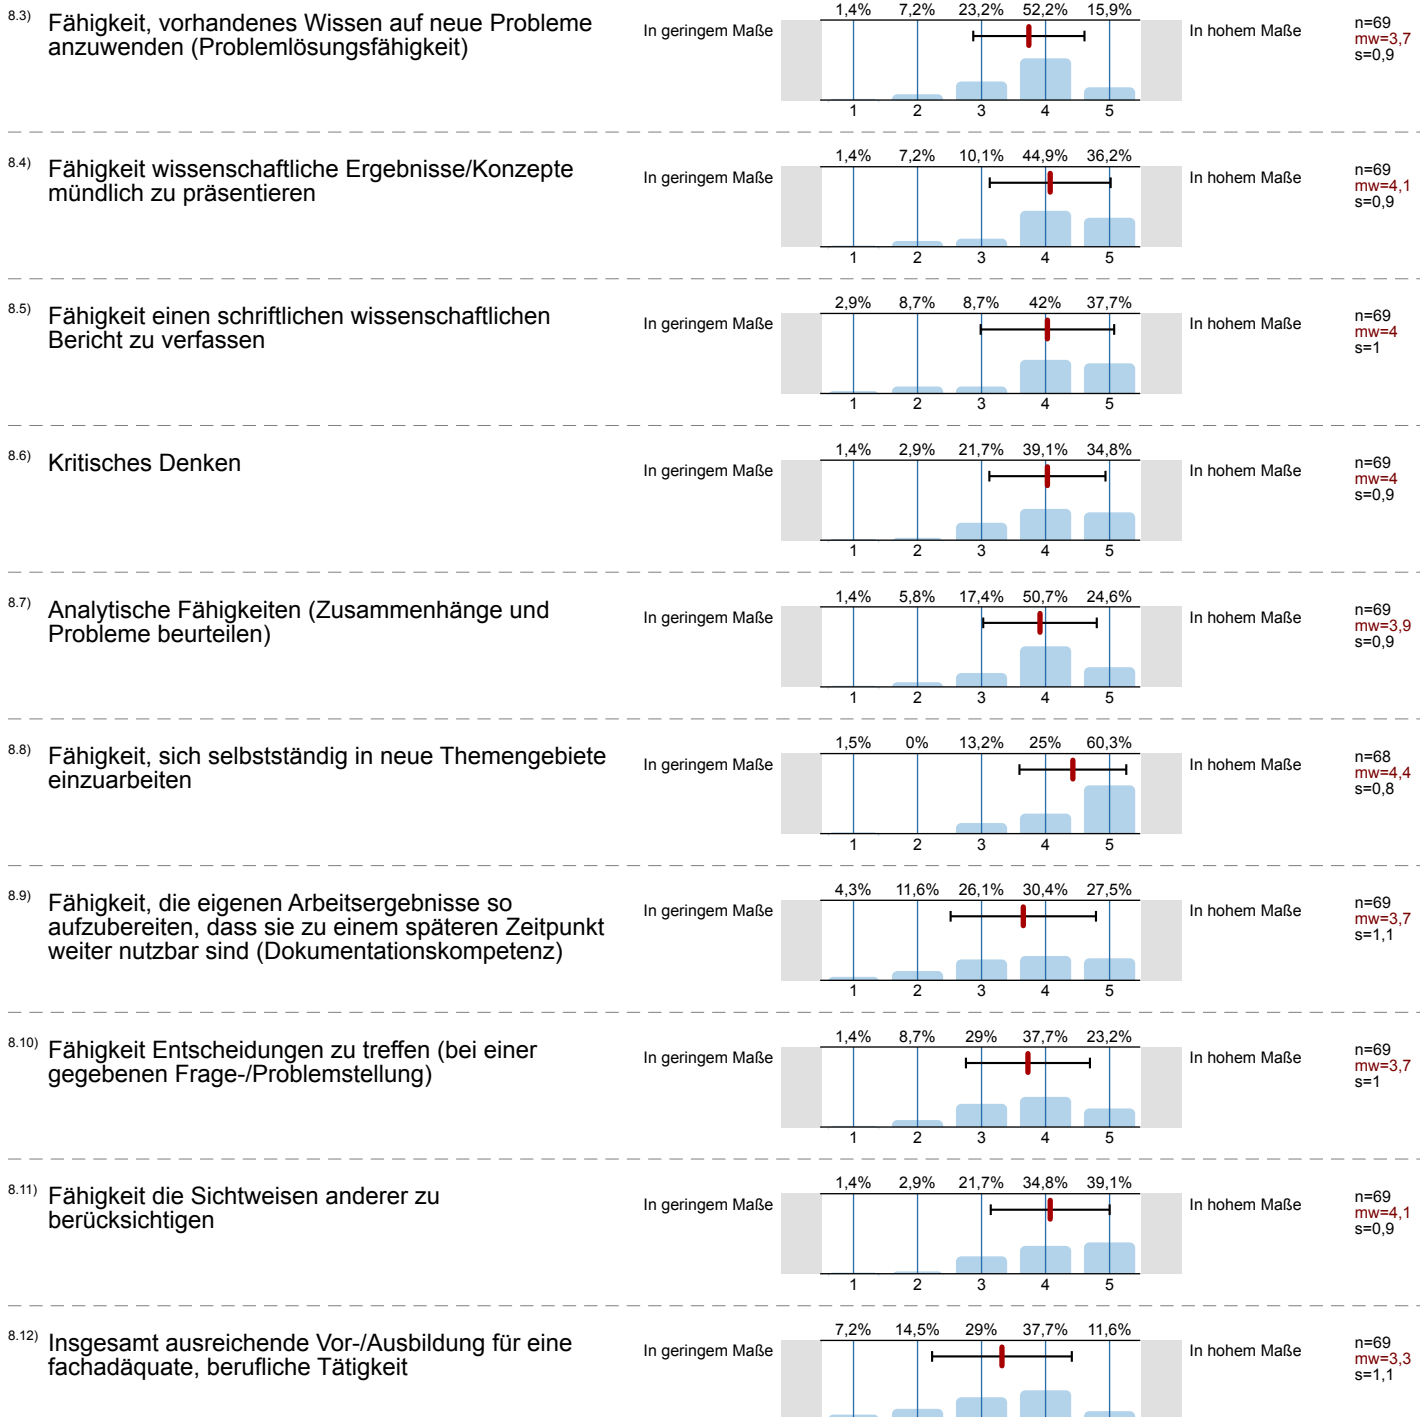 1,4% 7,2% 23,2% 52,2% 15,9%
8.3) Fähigkeit, vorhandenes Wissen auf neue Probleme
anzuwenden (Problemlösungsfähigkeit)
In geringem Maße
In hohem Maße
n=69
mw=3,7
s=0,9
1 2 3 4 5
1,4% 7,2% 10,1% 44,9% 36,2%
8.4) Fähigkeit wissenschaftliche Ergebnisse/Konzepte
mündlich zu präsentieren
In geringem Maße
In hohem Maße
n=69
mw=4,1
s=0,9
1 2 3 4 5
2,9% 8,7% 8,7% 42% 37,7%
8.5) Fähigkeit einen schriftlichen wissenschaftlichen
Bericht zu verfassen
In geringem Maße
In hohem Maße
n=69
mw=4
s=1
1 2 3 4 5
1,4% 2,9% 21,7% 39,1% 34,8%
8.6) Kritisches Denken
In geringem Maße
In hohem Maße
n=69
mw=4
s=0,9
1 2 3 4 5
1,4% 5,8% 17,4% 50,7% 24,6%
8.7) Analytische Fähigkeiten (Zusammenhänge und
Probleme beurteilen)
In geringem Maße
In hohem Maße
n=69
mw=3,9
s=0,9
1 2 3 4 5
1,5% 0% 13,2% 25% 60,3%
8.8) Fähigkeit, sich selbstständig in neue Themengebiete
einzuarbeiten
In geringem Maße
In hohem Maße
n=68
mw=4,4
s=0,8
1 2 3 4 5
4,3% 11,6% 26,1% 30,4% 27,5%
8.9) Fähigkeit, die eigenen Arbeitsergebnisse so
aufzubereiten, dass sie zu einem späteren Zeitpunkt
weiter nutzbar sind (Dokumentationskompetenz)
In geringem Maße
In hohem Maße
n=69
mw=3,7
s=1,1
1 2 3 4 5
1,4% 8,7% 29% 37,7% 23,2%
8.10) Fähigkeit Entscheidungen zu treffen (bei einer
gegebenen Frage-/Problemstellung)
In geringem Maße
In hohem Maße
n=69
mw=3,7
s=1
1 2 3 4 5
1,4% 2,9% 21,7% 34,8% 39,1%
8.11) Fähigkeit die Sichtweisen anderer zu
berücksichtigen
In geringem Maße
In hohem Maße
n=69
mw=4,1
s=0,9
1 2 3 4 5
7,2% 14,5% 29% 37,7% 11,6%
8.12) Insgesamt ausreichende Vor-/Ausbildung für eine
fachadäquate, berufliche Tätigkeit
In geringem Maße
In hohem Maße
n=69
mw=3,3
s=1,1